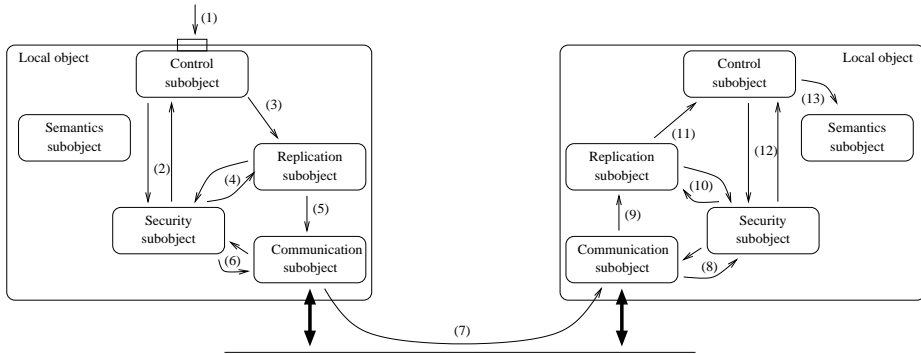 (1)
Local object
Control
subobject
(3)
Semantics
subobject
(2)
Replication
subobject
(4)
(5)
Security
subobject
(6)
Communication
subobject
(7)
Local object
Control
subobject
(13)
Semantics
subobject
(11)
(12)
Replication
subobject
(10)
(9)
Security
subobject
Communication
subobject
(8)